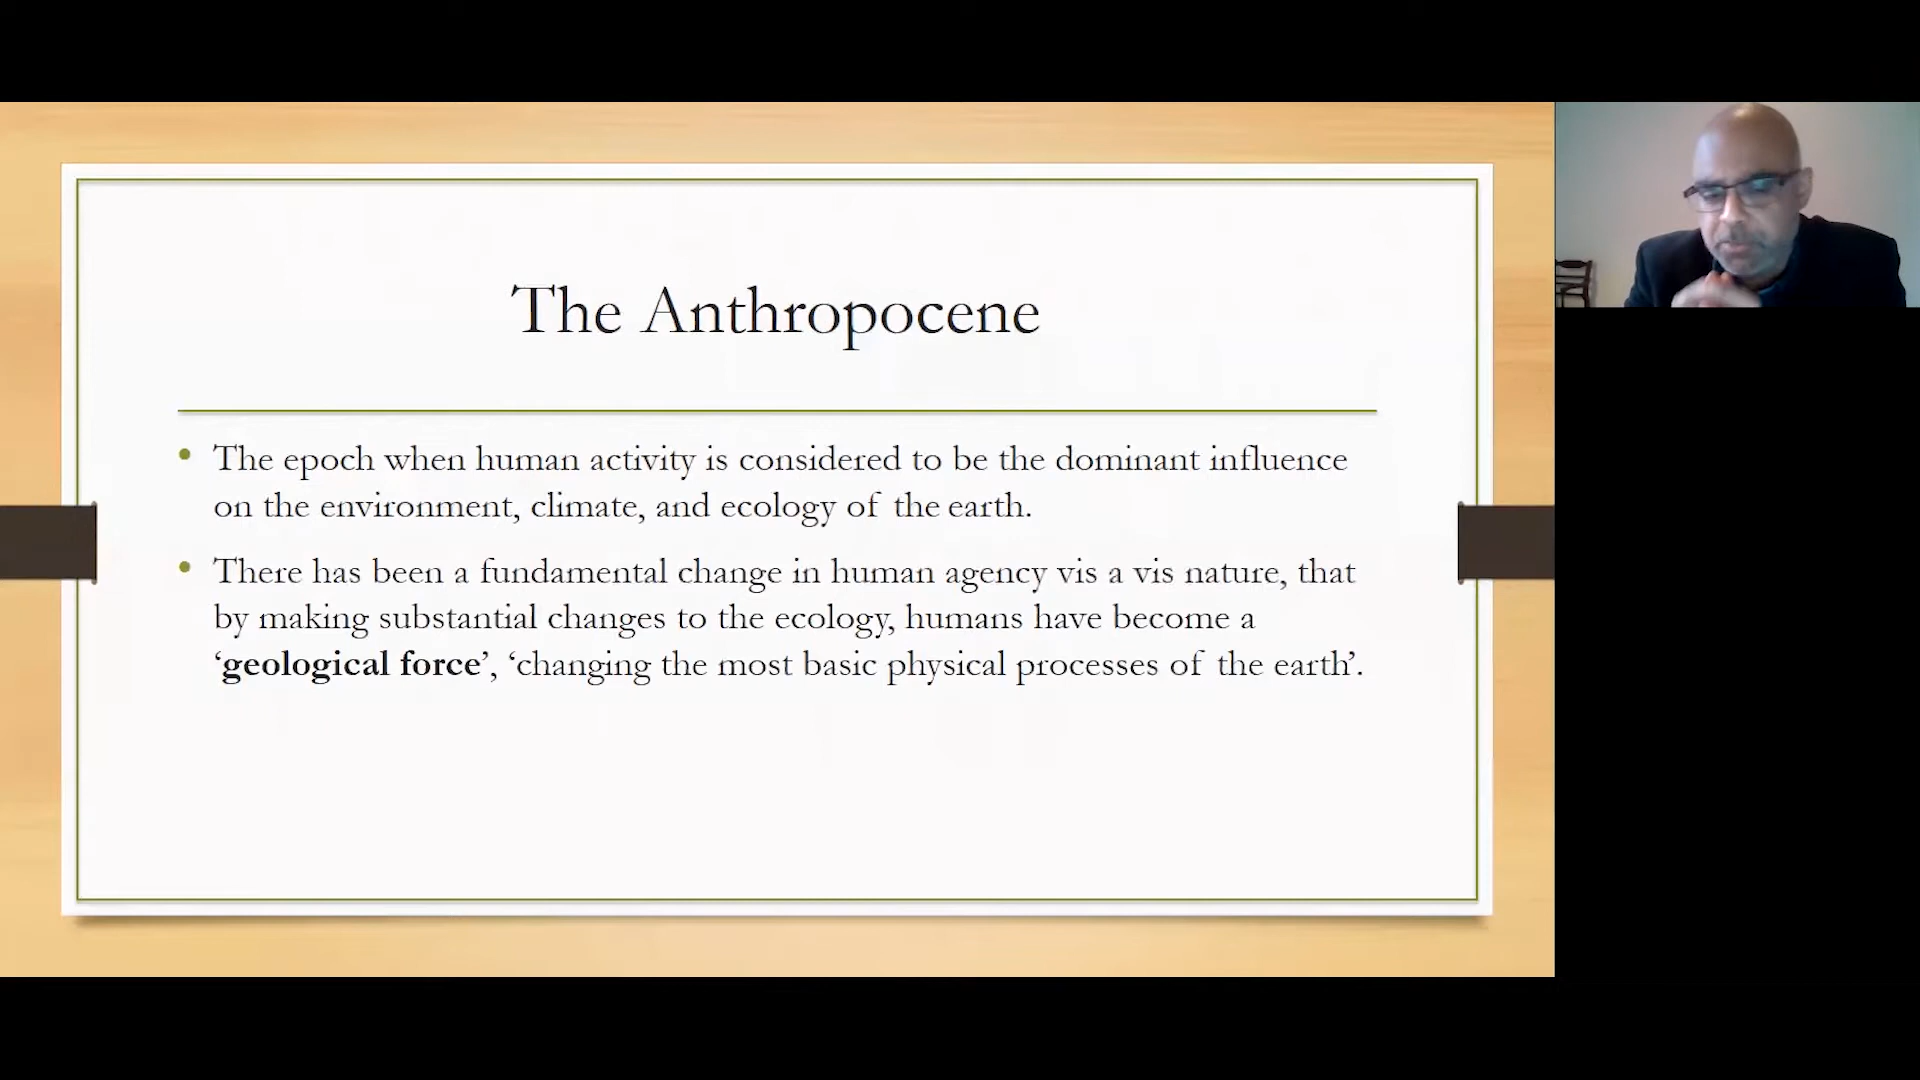 The Anthropocene
• The epoch when human activity is considered to be the dominant influence
on the environment, climate, and ecology of the earth.
• There has been a fundamental change in human agency vis a vis nature, that
by making substantial changes to the ecology, humans have become a
‘geological force’, ‘changing the most basic physical processes of the earth’.